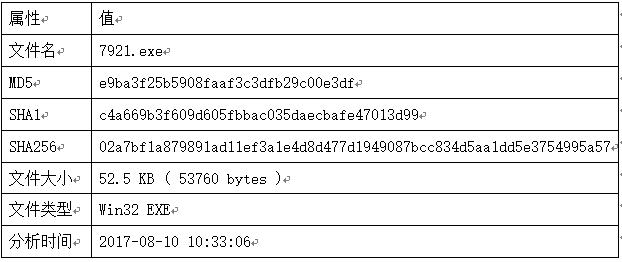 属性 值
文件名 7921.exe
MD5 e9ba3f25b5908faaf3c3dfb29c00e3df
SHA1 c4a669b3f609d605fbbac035daecbafe47013d99
SHA256 02a7bf1a879891ad11ef3a1e4d8d477d1949087bcc834d5aa1dd5e3754995a57
文件大小 52.5 KB ( 53760 bytes )
文件类型 Win32 EXE
分析时间 2017-08-10 10:33:06